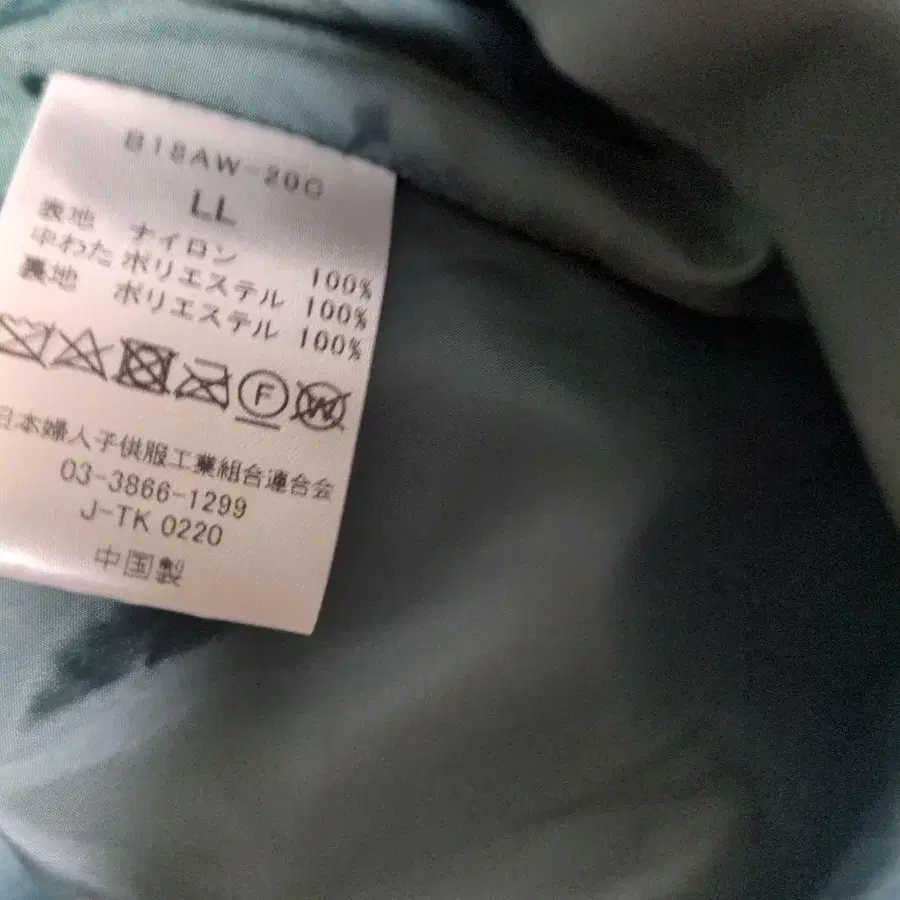 B18AW-20G
LL
表地 ナイロン 100%
中わた ポリエステル 100%
裏地 ポリエステル 100%
F W
日本婦人子供服工業組合連合会
03-3866-1299
J-TK 0220
中国製